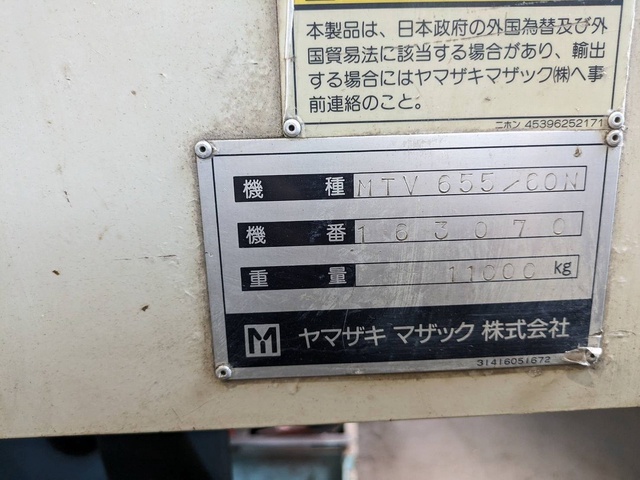 本製品は、日本政府の外国為替及び外
国貿易法に該当する場合があり、輸出
する場合にはヤマザキマザック㈱へ事
前連絡のこと。
ニホン 45396252171
機 種 MTV 655/60N
機 番 163070
重 量 11000 kg
M ヤマザキ マザック 株式会社
31416051672